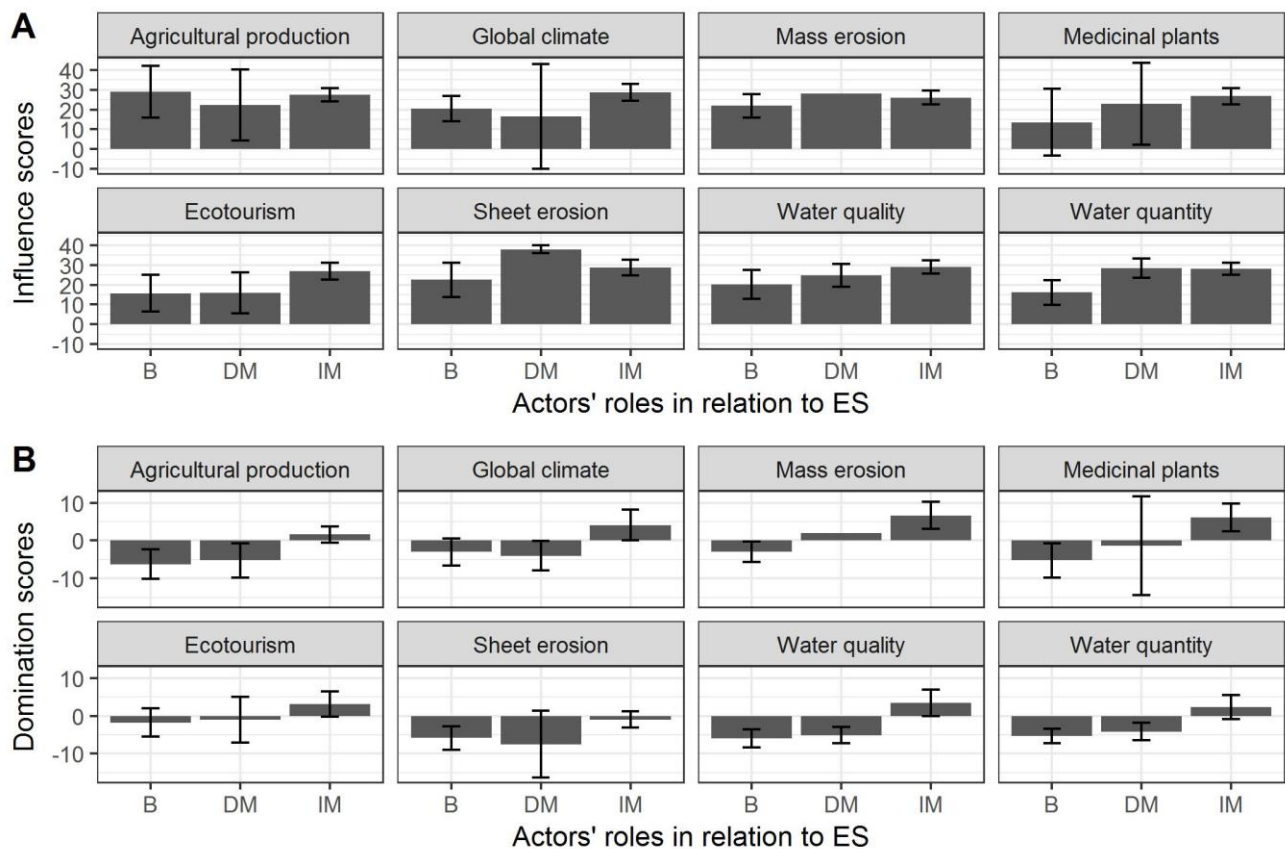 A
Agricultural production Global climate Mass erosion Medicinal plants
40
30
20
10
0
-10
Ecotourism Sheet erosion Water quality Water quantity
40
30
20
10
0
-10
Influence scores
B DM IM B DM IM B DM IM B DM IM
Actors' roles in relation to ES
B
Agricultural production Global climate Mass erosion Medicinal plants
10
0
-10
Ecotourism Sheet erosion Water quality Water quantity
10
0
-10
Domination scores
B DM IM B DM IM B DM IM B DM IM
Actors' roles in relation to ES